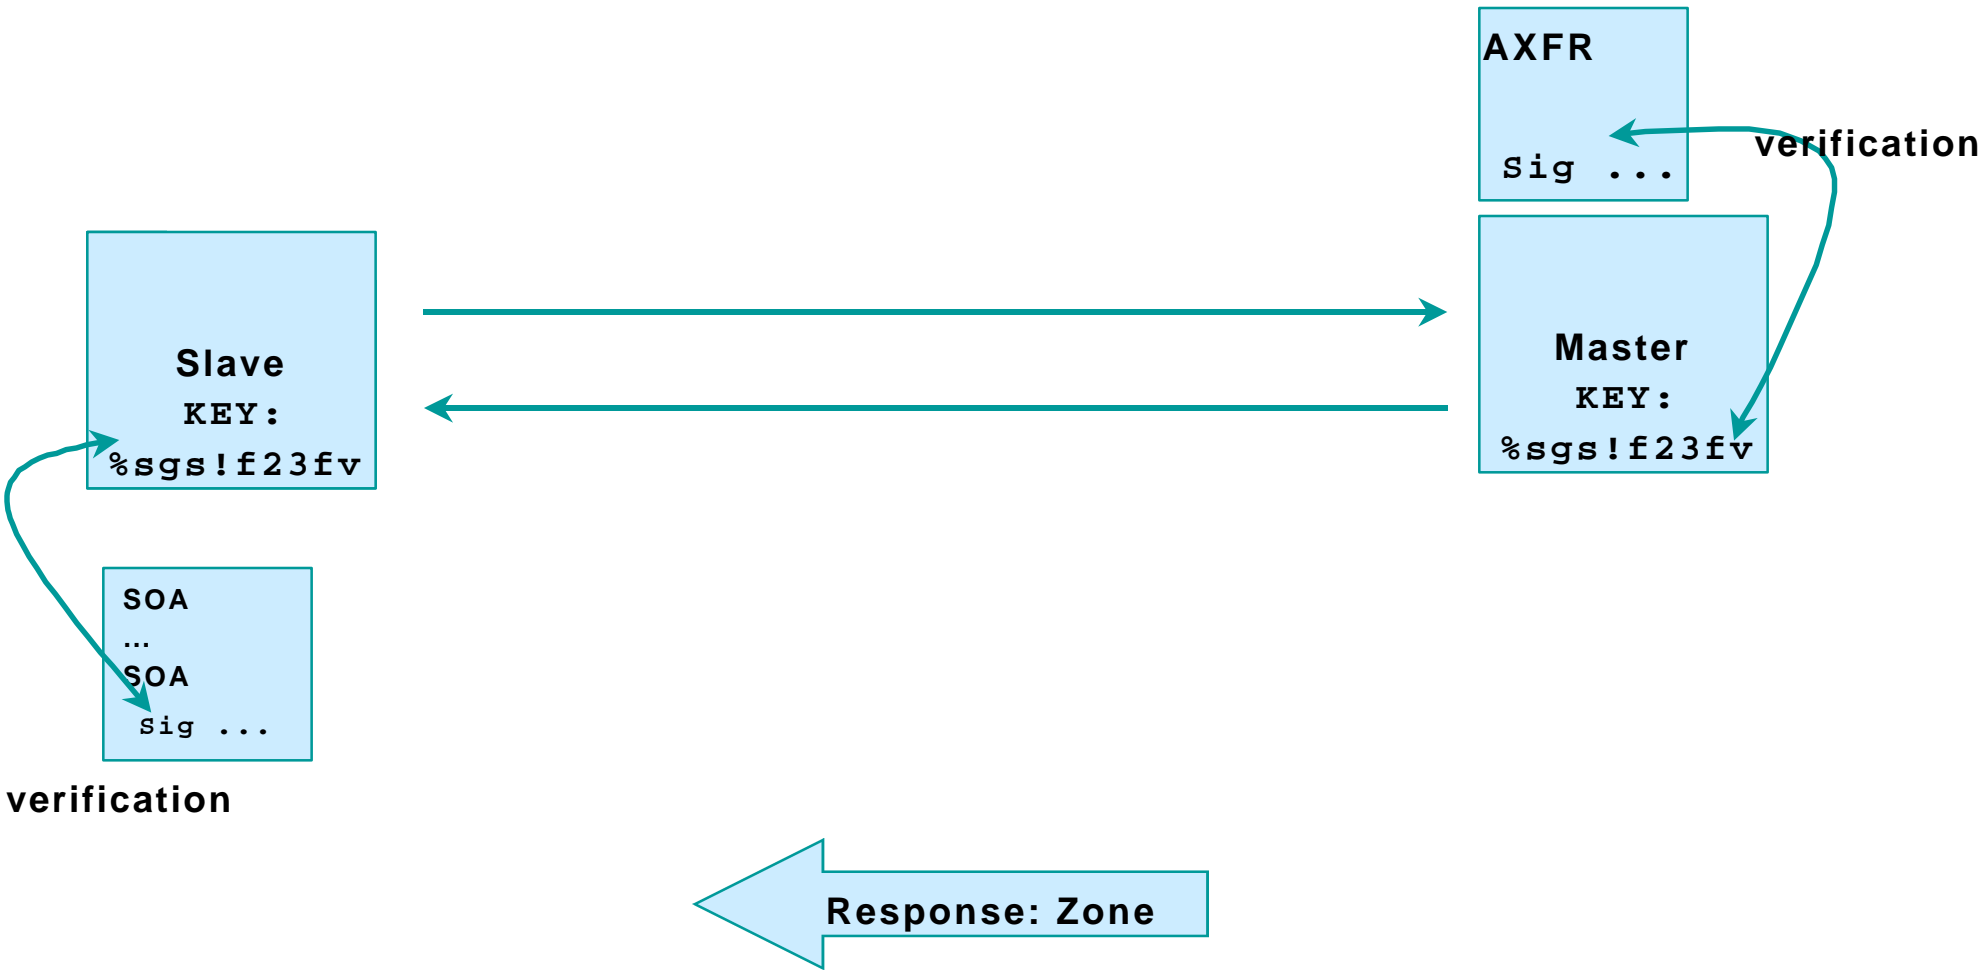 AXFR
Sig ...
verification
Slave
KEY:
%sgs!f23fv
Master
KEY:
%sgs!f23fv
SOA
...
SOA
Sig ...
verification
Response: Zone